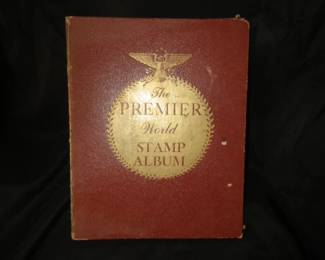 The
PREMIER
World
STAMP
ALBUM